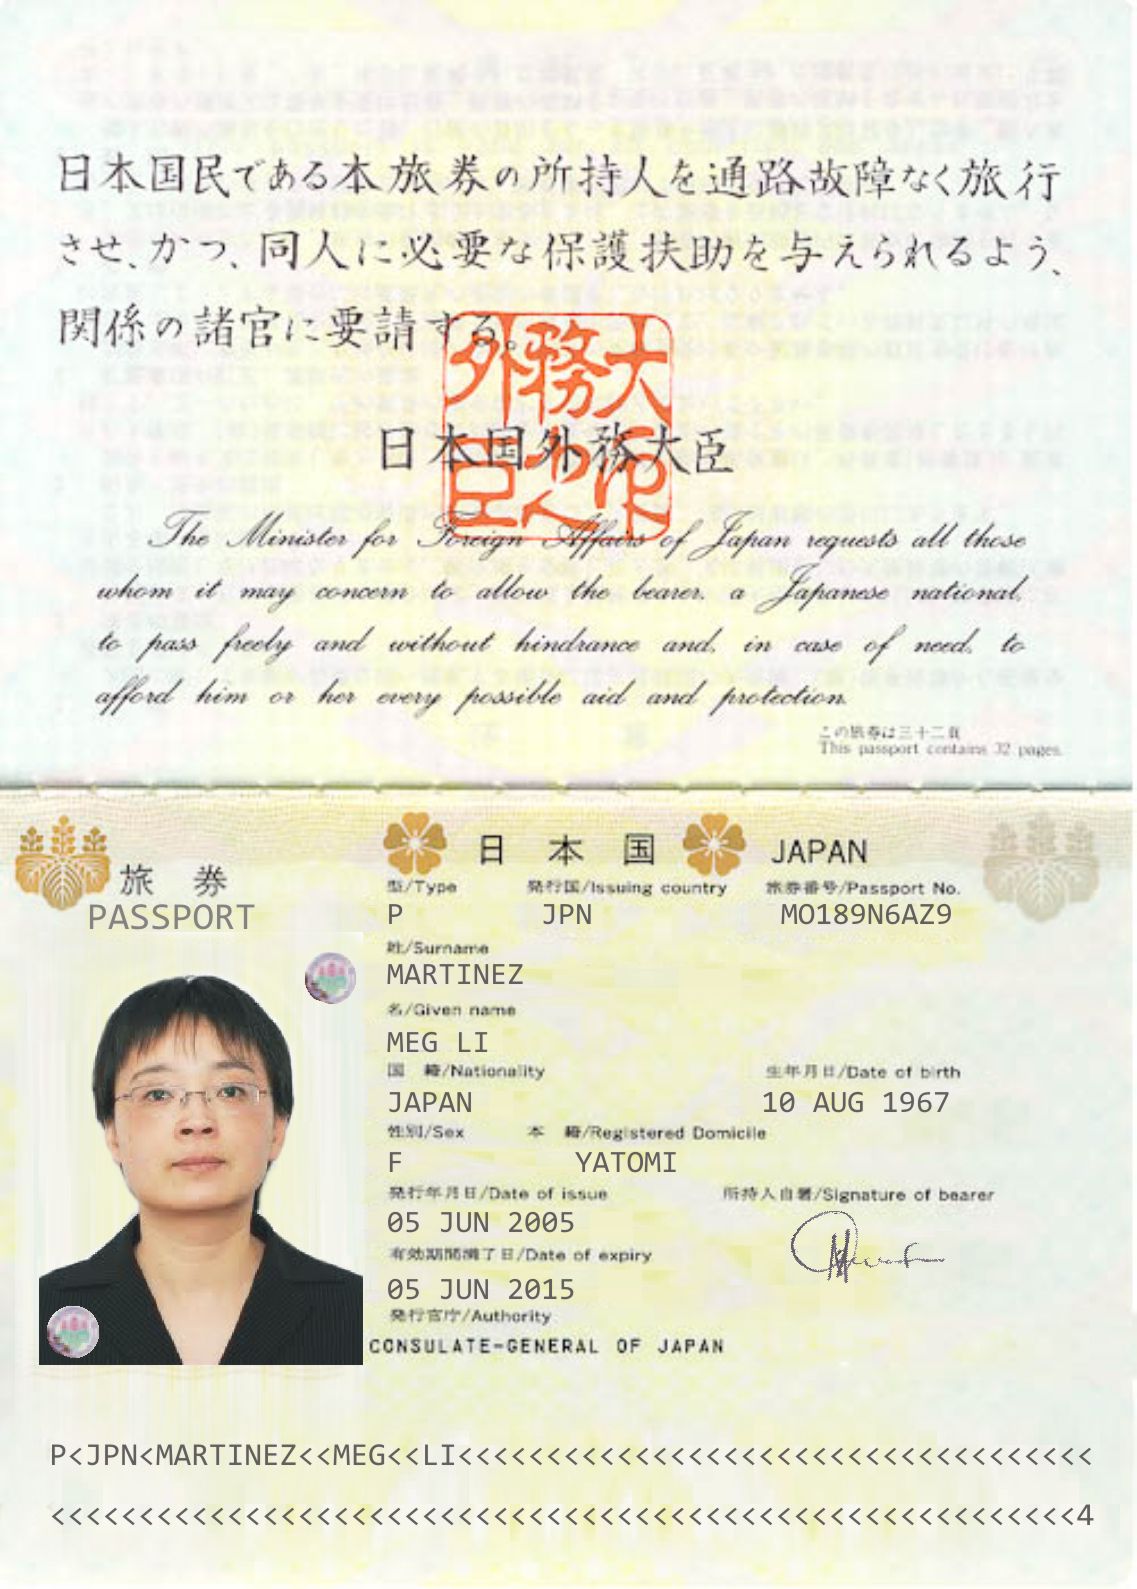 日本国民である本旅券の所持人を通路故障なく旅行
させ、かつ、同人に必要な保護扶助を与えられるよう、
関係の諸官に要請する。
日本国外務大臣
The Minister for Foreign Affairs of Japan requests all those
whom it may concern to allow the bearer, a Japanese national,
to pass freely and without hindrance and, in case of need, to
afford him or her every possible aid and protection.
この旅券は三十二頁
This passport contains 32 pages.
旅券
PASSPORT
日本国 JAPAN
型/Type 発行国/Issuing country 旅券番号/Passport No.
P JPN MO189N6AZ9
姓/Surname
MARTINEZ
名/Given name
MEG LI
国籍/Nationality 生年月日/Date of birth
JAPAN 10 AUG 1967
性別/Sex 本籍/Registered Domicile
F YATOMI
発行年月日/Date of issue 所持人自署/Signature of bearer
05 JUN 2005
有効期間満了日/Date of expiry
05 JUN 2015
発行官庁/Authority
CONSULATE-GENERAL OF JAPAN
P<JPN<MARTINEZ<<MEG<<LI<<<<<<<<<<<<<<<<<<<<<<<<<<<<<<<<<<<<
<<<<<<<<<<<<<<<<<<<<<<<<<<<<<<<<<<<<<<<<<<<<<<<<<<<<<<<<<<4